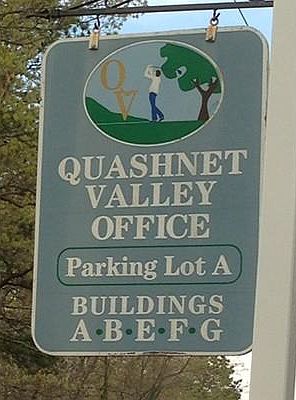 QV
QUASHNET
VALLEY
OFFICE
Parking Lot A
BUILDINGS
A•B•E•F•G